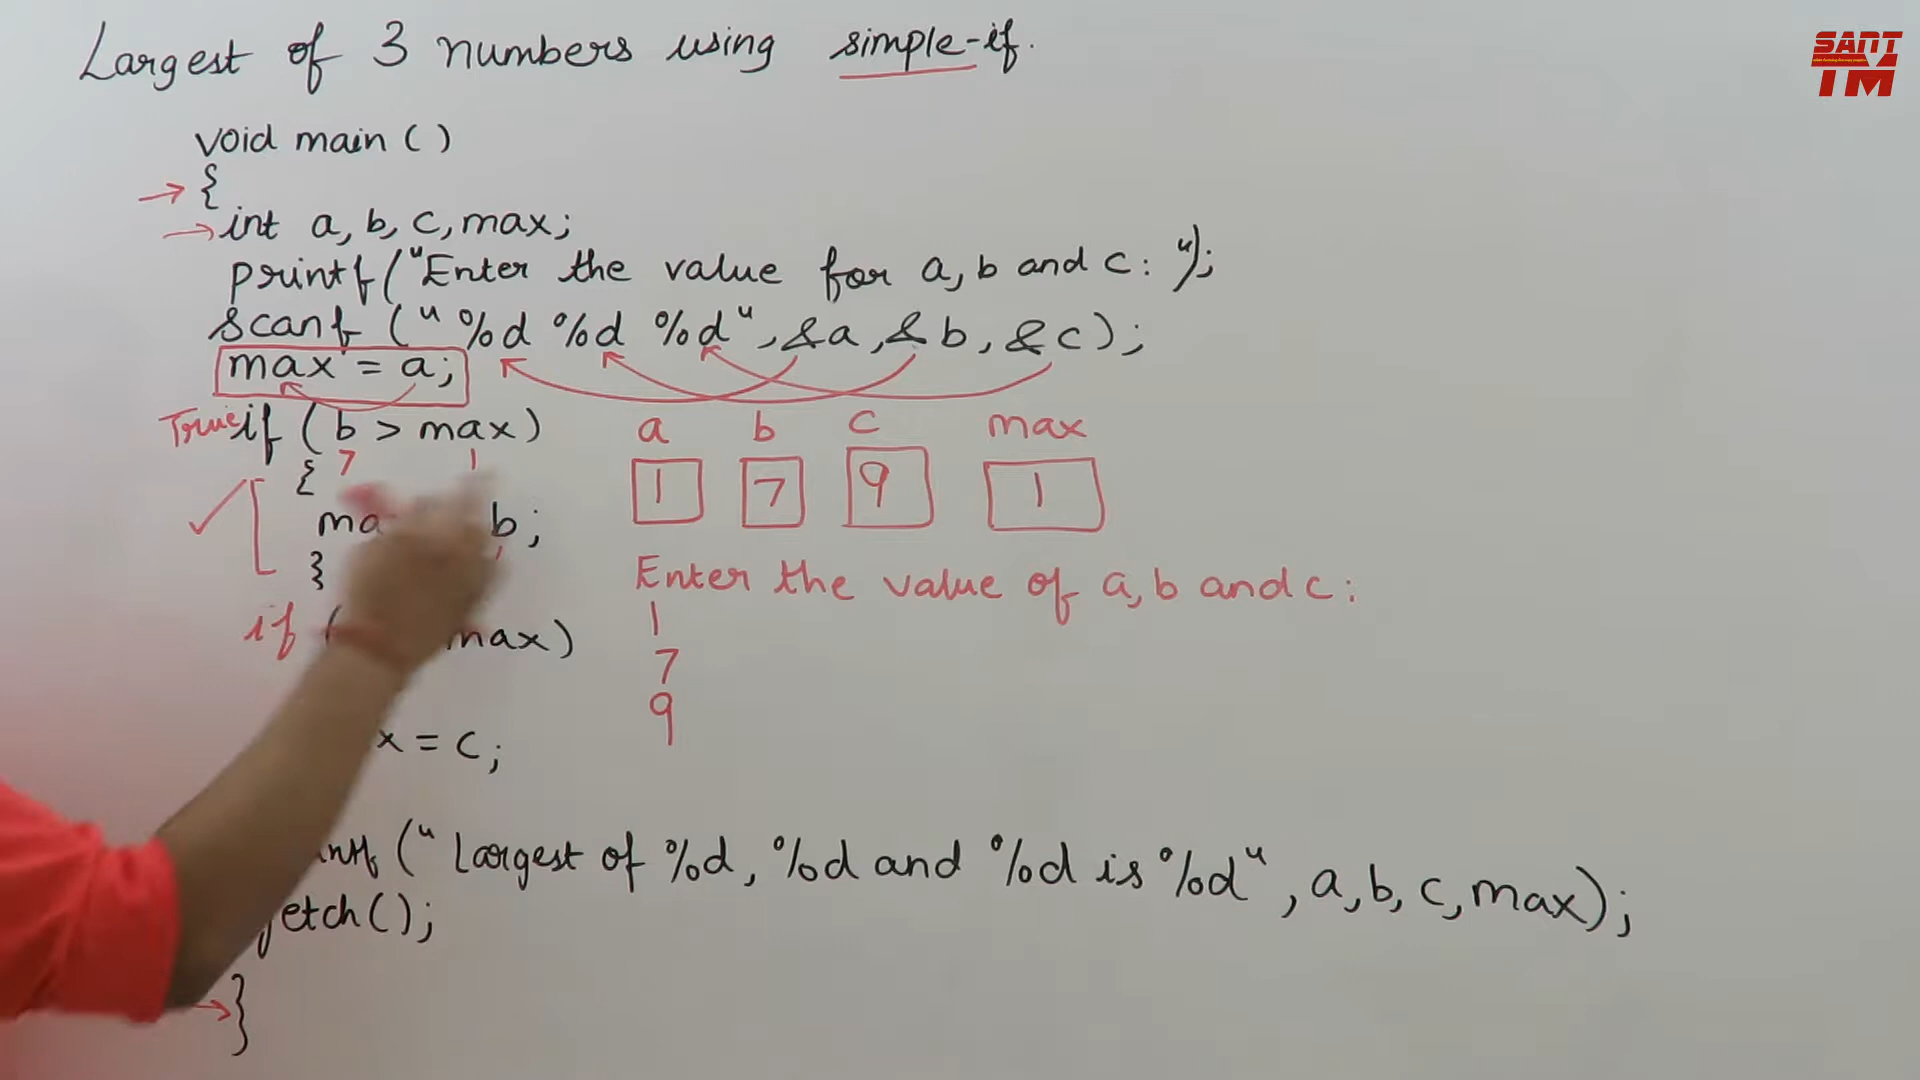 Largest of 3 numbers using simple-if.
SANT
TM
void main ( )
→ {
→ int a, b, c, max;
printf ("Enter the value for a, b and c: ");
scanf (" %d %d %d", &a, &b, &c);
max = a;
True if ( b > max )
7 1
a b c max
{
1 7 9 1
b;
}
Enter the value of a, b and c:
if ( max )
1
7
9
= c;
(" Largest of %d, %d and %d is %d", a, b, c, max);
etch();
→ }